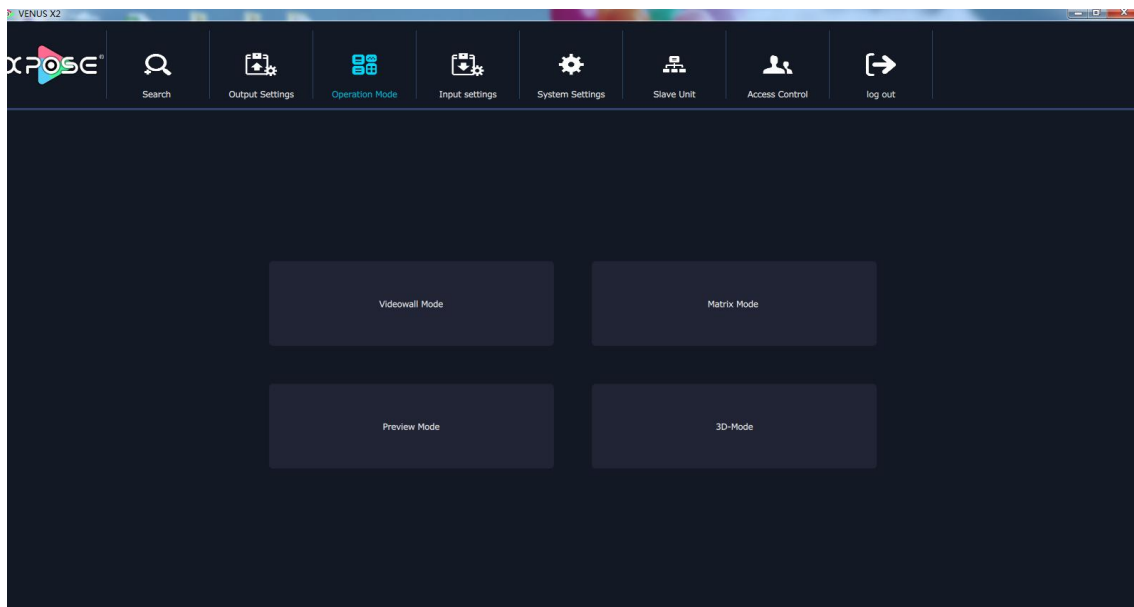 VENUS X2
XPOSE®
Search
Output Settings
Operation Mode
Input settings
System Settings
Slave Unit
Access Control
log out
Videowall Mode
Matrix Mode
Preview Mode
3D-Mode